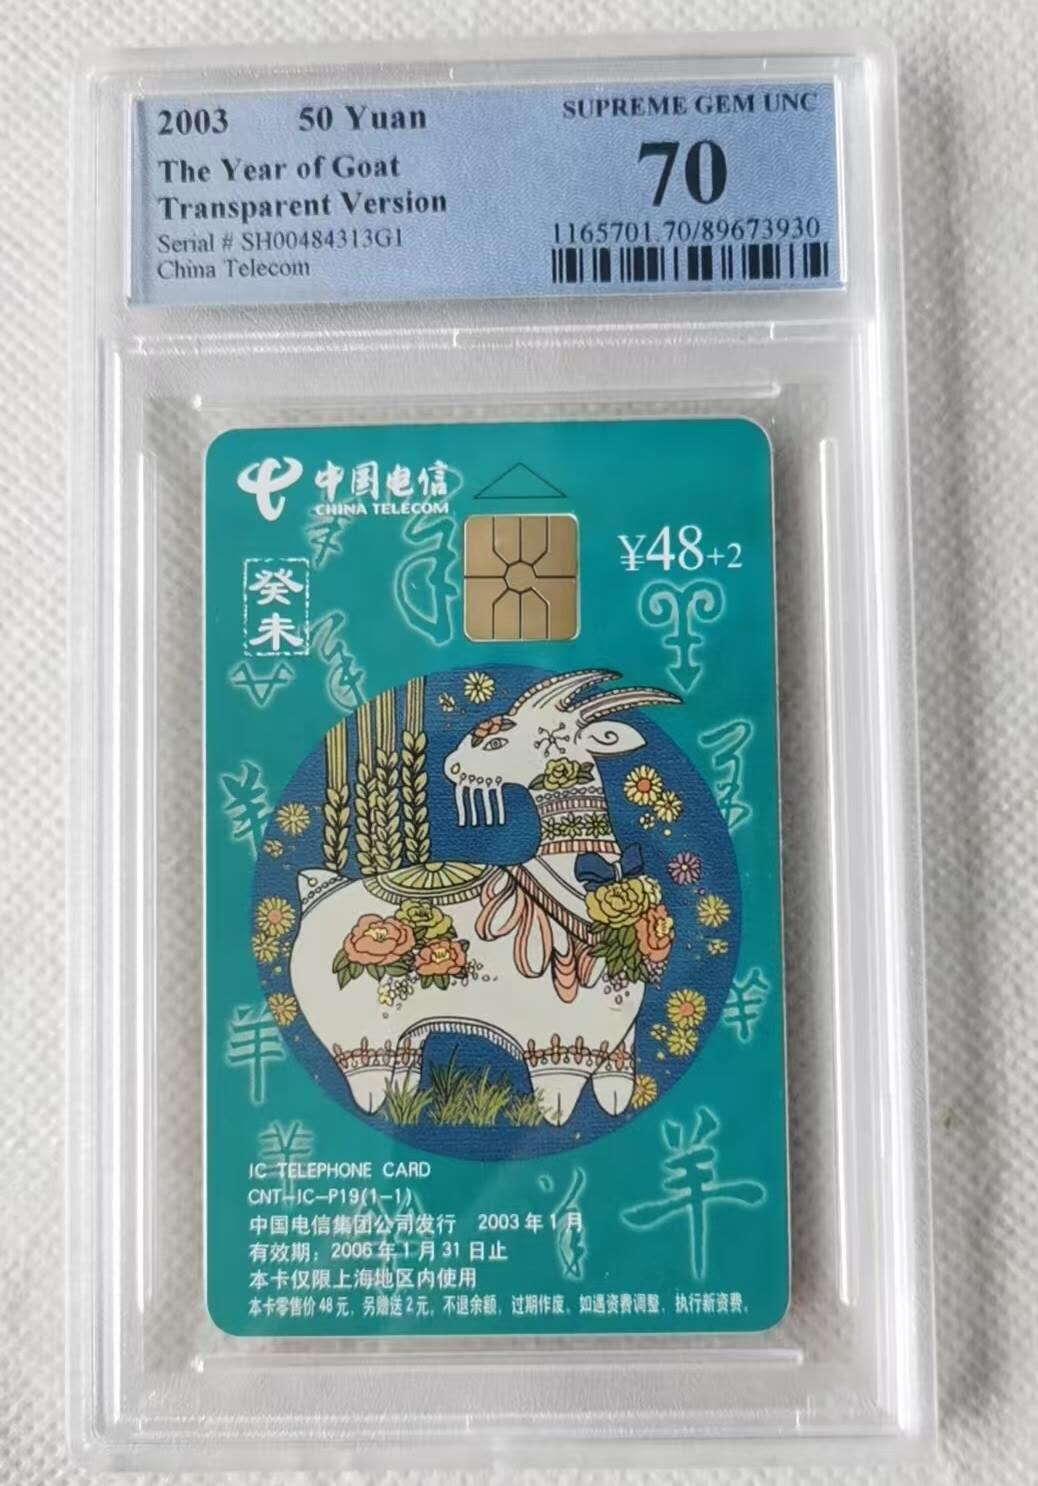 2003 50 Yuan
The Year of Goat
Transparent Version
Serial # SH00484313G1
China Telecom
SUPREME GEM UNC
70
1165701.70/89673930
中国电信
CHINA TELECOM
¥48+2
癸未
羊
羊
羊
羊
羊
IC TELEPHONE CARD
CNT-IC-P19(1-1)
中国电信集团公司发行 2003年1月
有效期：2006年1月31日止
本卡仅限上海地区内使用
本卡零售价48元，另赠送2元，不退余额，过期作废，如遇资费调整，执行新资费。